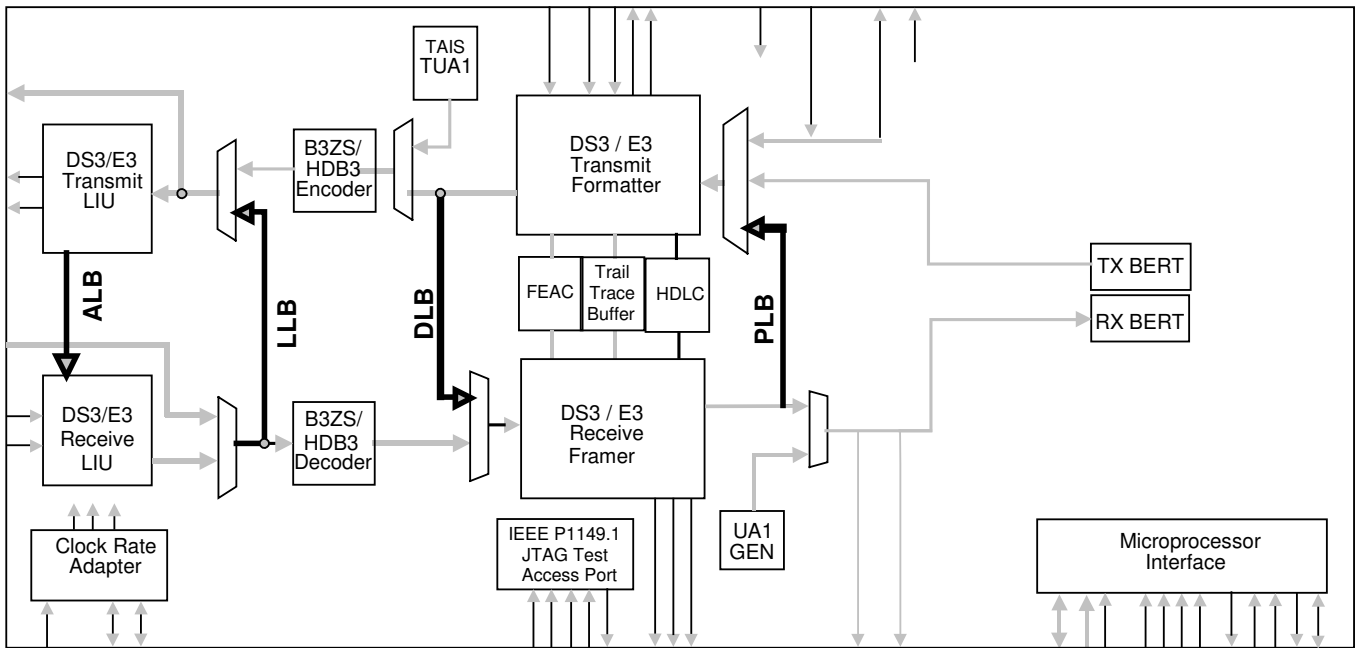 TAIS
TUA1
DS3/E3
Transmit
LIU
B3ZS/
HDB3
Encoder
DS3 / E3
Transmit
Formatter
ALB
LLB
DLB
FEAC
Trail
Trace
Buffer
HDLC
PLB
TX BERT
RX BERT
DS3/E3
Receive
LIU
B3ZS/
HDB3
Decoder
DS3 / E3
Receive
Framer
Clock Rate
Adapter
IEEE P1149.1
JTAG Test
Access Port
UA1
GEN
Microprocessor
Interface